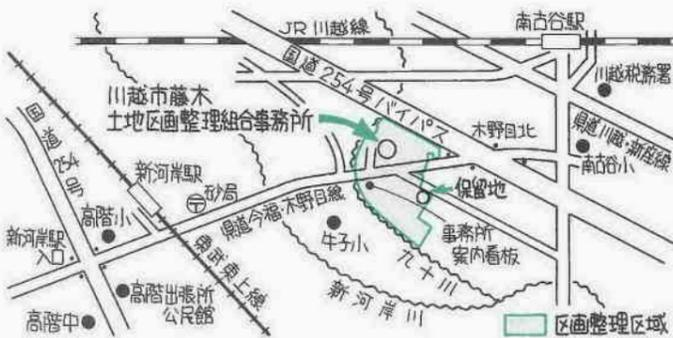 JR川越線
南古谷駅
国道254号バイパス
川越税務署
川越市藤木
土地区画整理組合事務所
木野目北
県道川越・新座線
国道254号
新河岸駅
〒砂局
南古谷小
保留地
高階小
県道今福・木野目線
牛子小
事務所
案内看板
新河岸駅
入口
東武東上線
九十川
高階出張所
公民館
新河岸川
高階中
区画整理区域